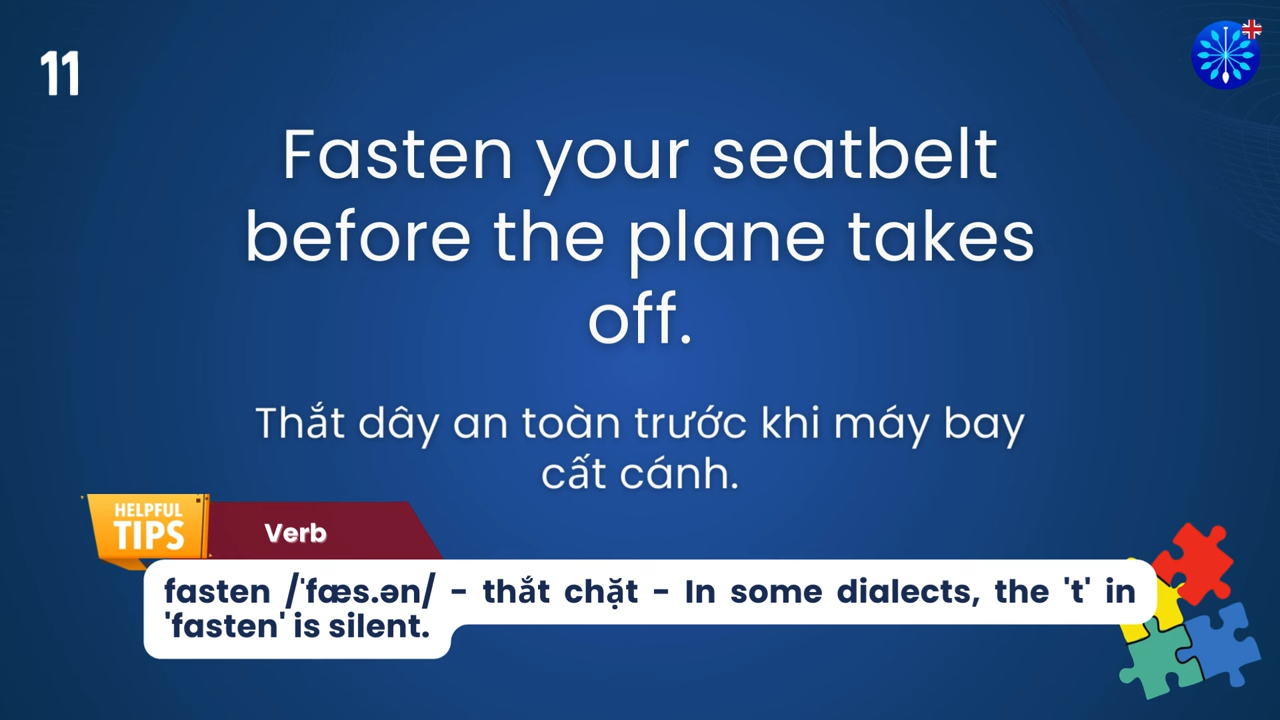 11
Fasten your seatbelt
before the plane takes
off.
Thắt dây an toàn trước khi máy bay
cất cánh.
HELPFUL
TIPS
Verb
fasten /ˈfæs.ən/ - thắt chặt - In some dialects, the 't' in
'fasten' is silent.